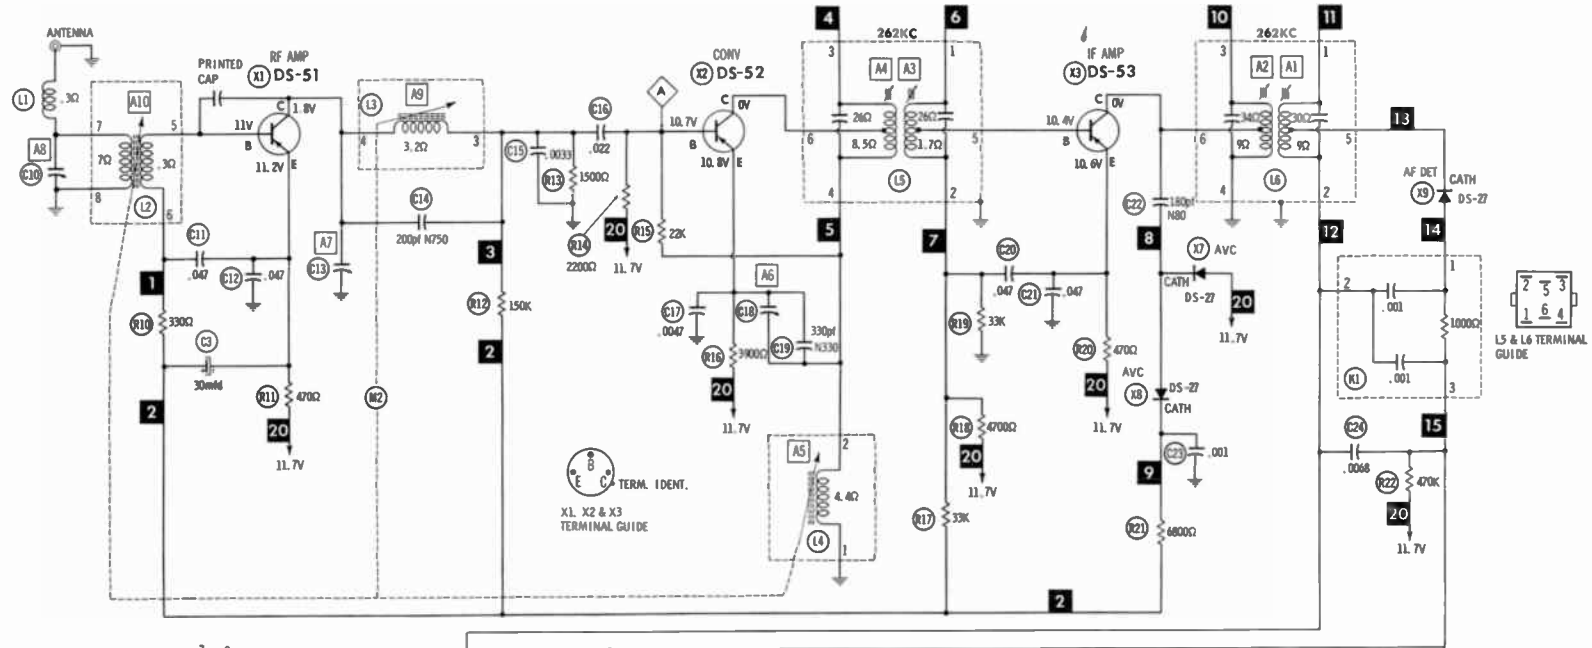 4
6
10
11
ANTENNA
PRINTED
CAP
RF AMP
X1 DS-51
C
1.8V
11V
B
11.2V
E
L1
.3Ω
A8
C10
A10
7
5
7Ω
.3Ω
8
6
L2
L3
A9
4
3.2Ω
3
C14
200pf N750
A7
C13
C11
.047
C12
.047
1
R10
330Ω
C3
30mfd
2
R11
470Ω
20
11.7V
M2
3
R12
150K
2
C15
.0033
R13
1500Ω
C16
.022
R14
2200Ω
20
11.7V
A
R15
22K
CONV
X2 DS-52
C
0V
10.7V
B
10.8V
E
C17
.0047
A6
C18
C19
330pf
N330
R16
3900Ω
20
11.7V
262KC
3
1
A4
A3
26Ω
26Ω
6
8.5Ω
1.7Ω
5
L5
4
2
5
7
A5
2
4.4Ω
L4
1
B
E
C
TERM. IDENT.
X1, X2 & X3
TERMINAL GUIDE
C20
.047
C21
.047
R19
33K
R18
4700Ω
20
11.7V
R17
33K
IF AMP
X3 DS-53
C
0V
10.4V
B
10.6V
E
R20
470Ω
20
11.7V
C22
180pf
N80
8
X7 AVC
CATH
DS-27
20
11.7V
AVC
X8
DS-27
CATH
C23
.001
9
R21
6800Ω
2
262KC
3
1
A2
A1
34Ω
30Ω
6
9Ω
9Ω
5
L6
4
2
12
13
AF DET
X9
CATH
DS-27
14
1
2
.001
1000Ω
.001
K1
3
15
C24
.0068
R22
470K
20
11.7V
2 5 3
1 6 4
L5 & L6 TERMINAL
GUIDE